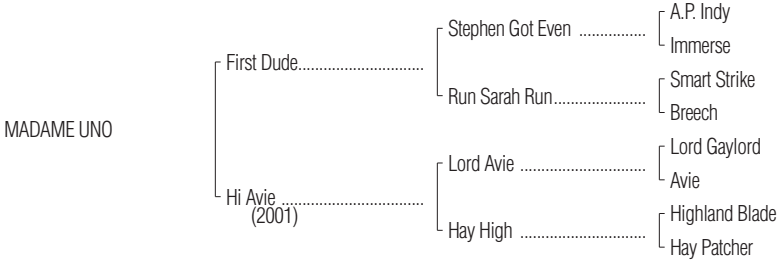 MADAME UNO
First Dude..............................
Hi Avie ..................................
(2001)
Stephen Got Even ................
Run Sarah Run......................
Lord Avie ..............................
Hay High ..............................
A.P. Indy
Immerse
Smart Strike
Breech
Lord Gaylord
Avie
Highland Blade
Hay Patcher